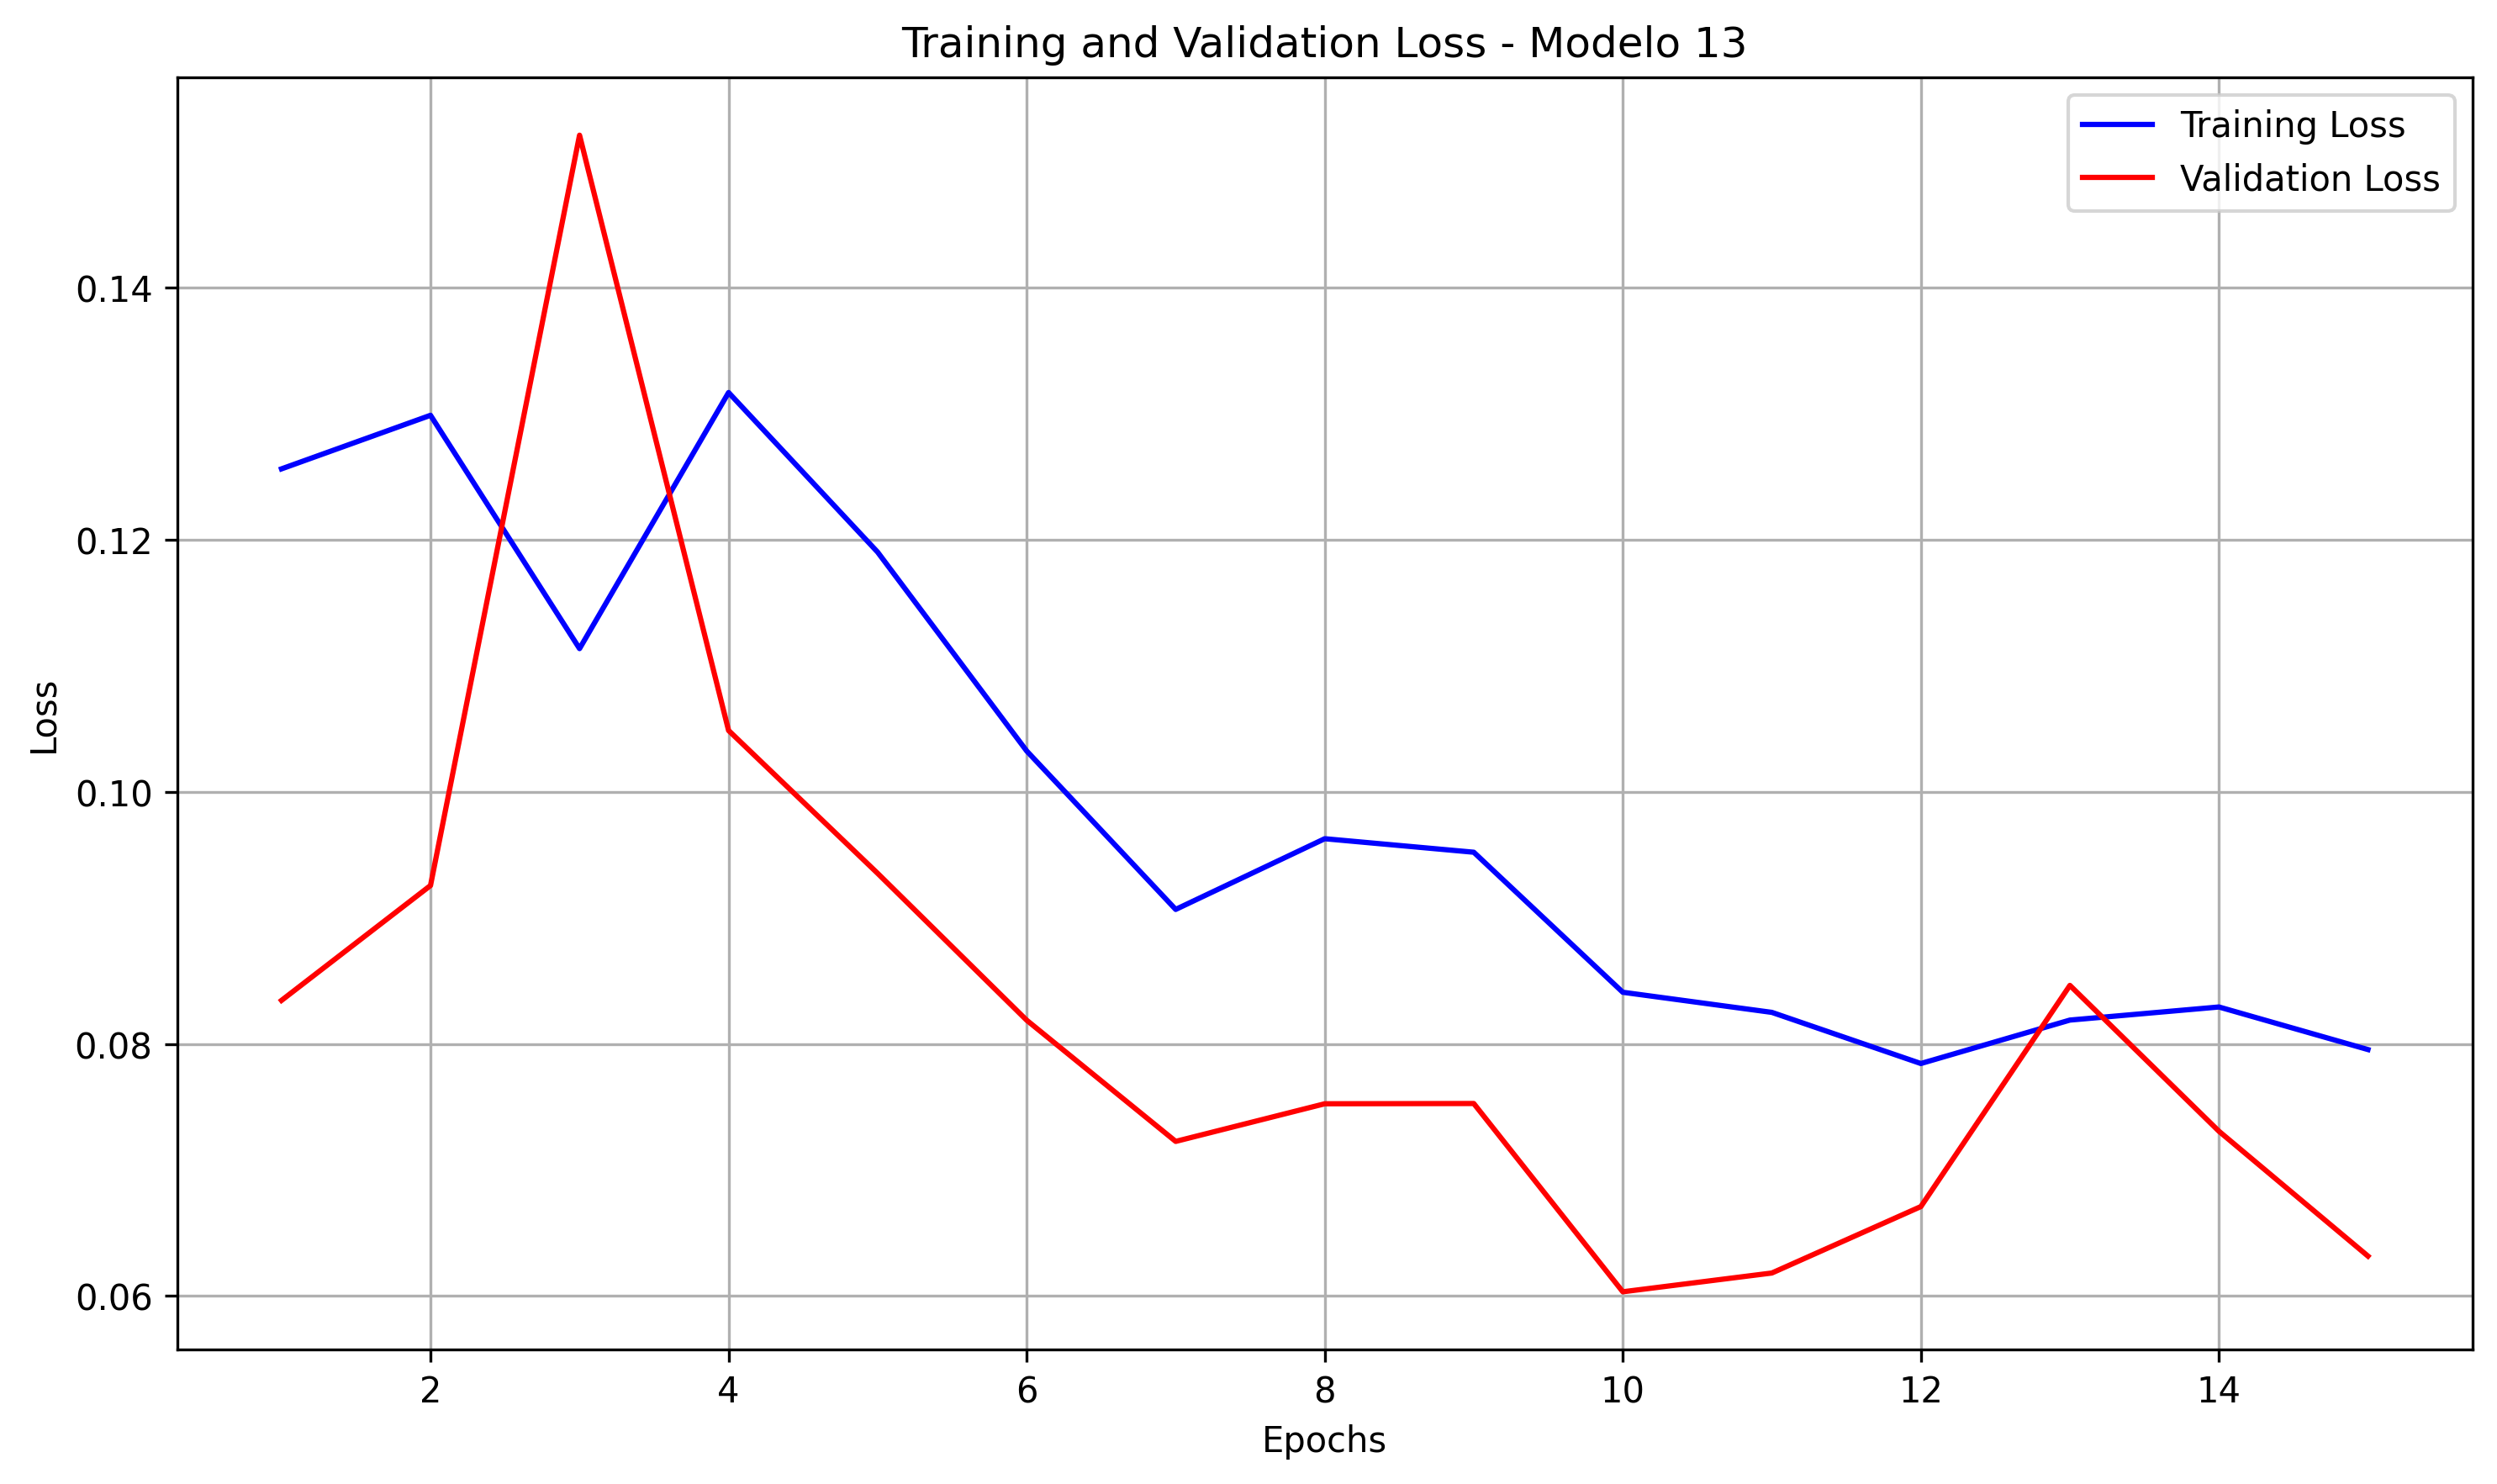 Training and Validation Loss - Modelo 13
Training Loss
Validation Loss
0.14
0.12
0.10
0.08
0.06
Loss
2 4 6 8 10 12 14
Epochs